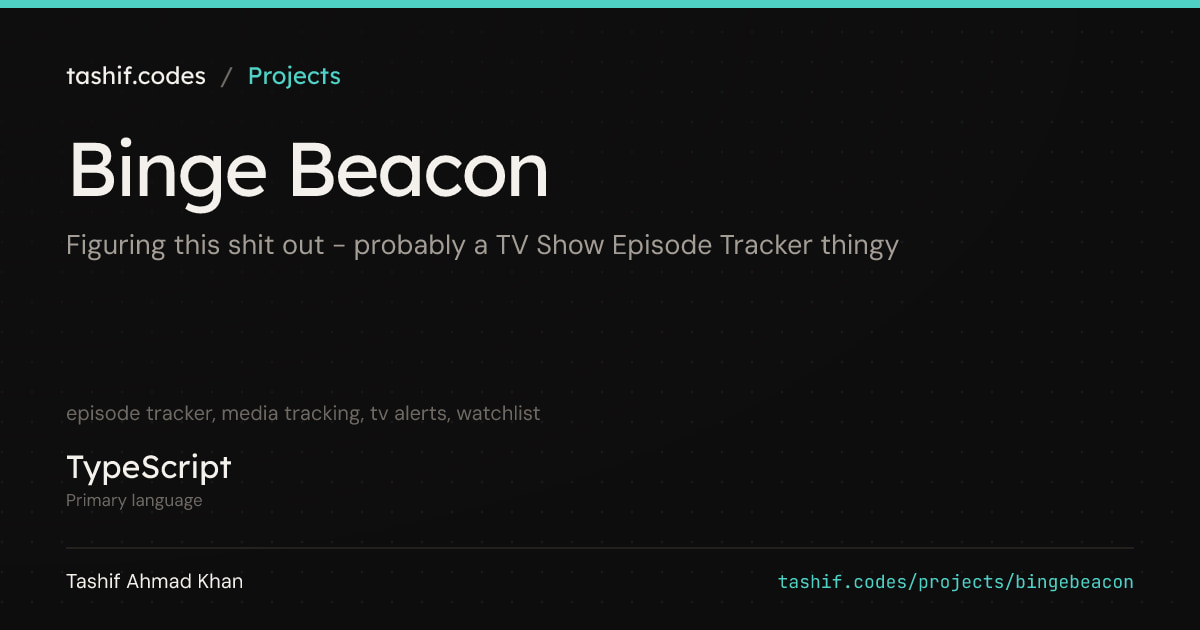 tashif.codes / Projects
Binge Beacon
Figuring this shit out – probably a TV Show Episode Tracker thingy
episode tracker, media tracking, tv alerts, watchlist
TypeScript
Primary language
Tashif Ahmad Khan
tashif.codes/projects/bingebeacon